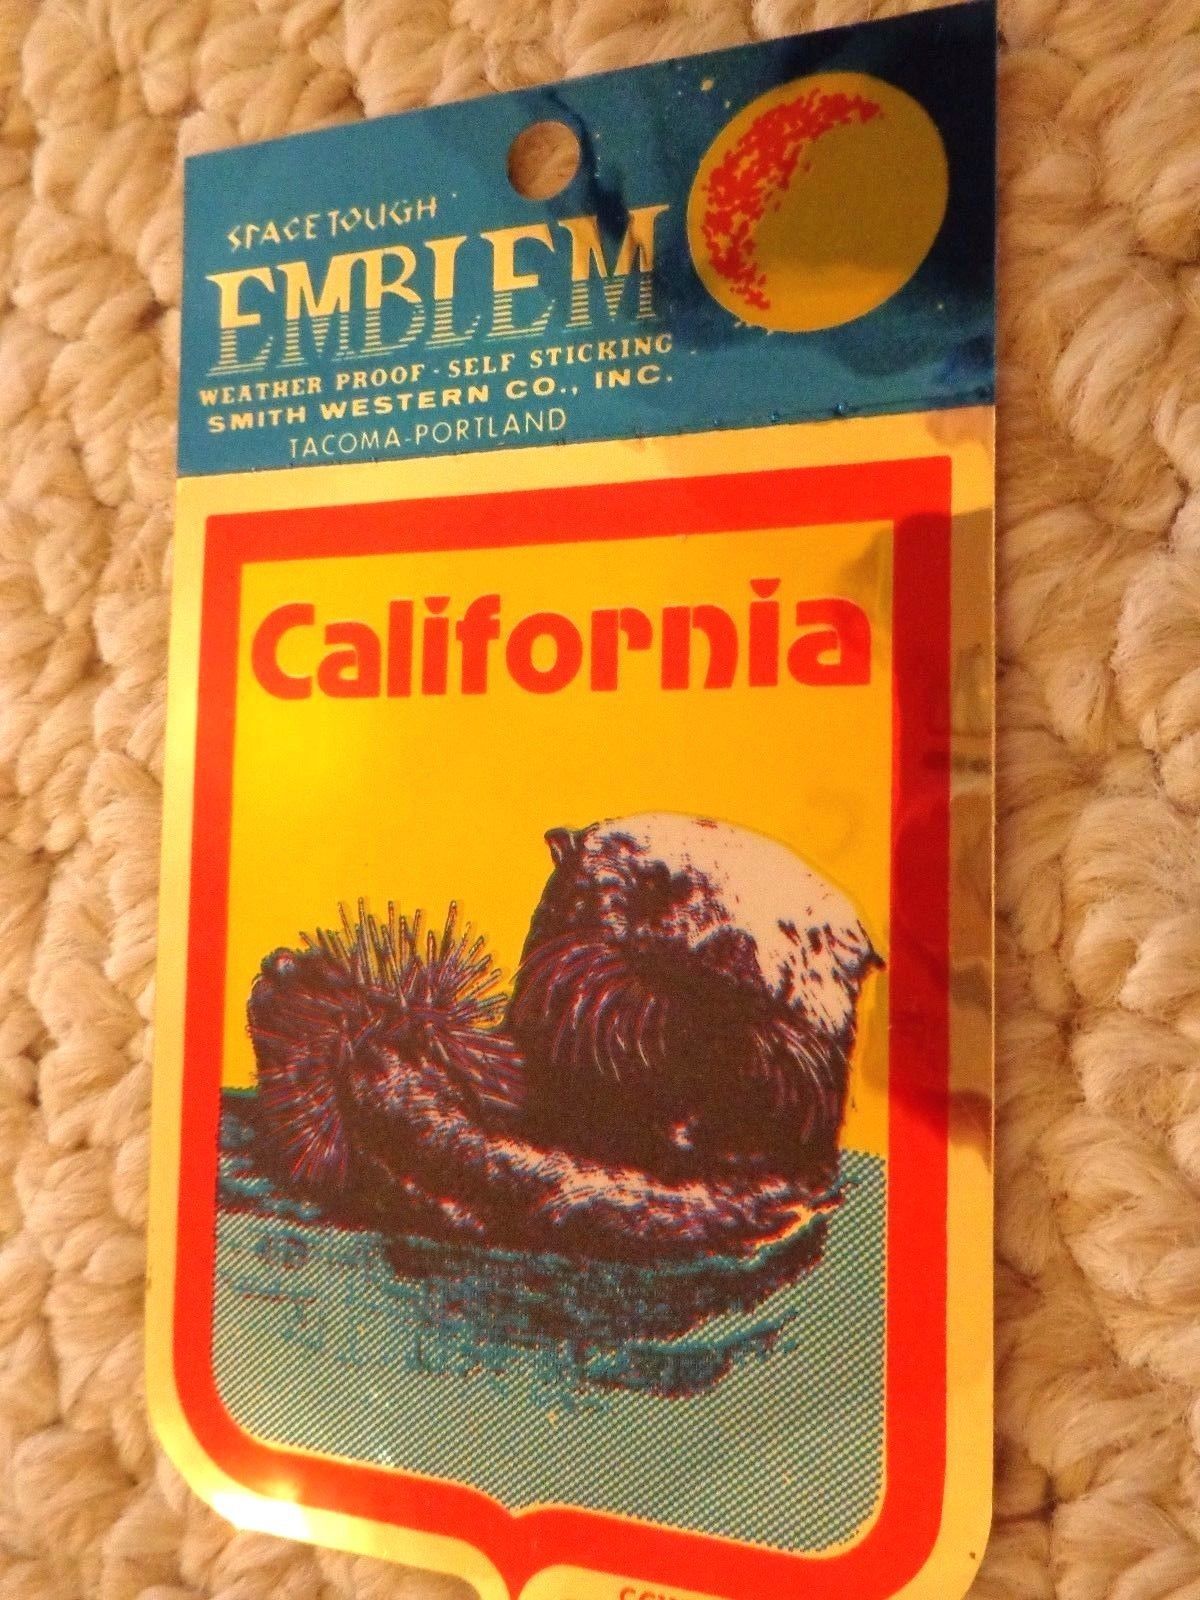 SPACE TOUGH
EMBLEM
WEATHER PROOF · SELF STICKING
SMITH WESTERN CO., INC.
TACOMA-PORTLAND
California